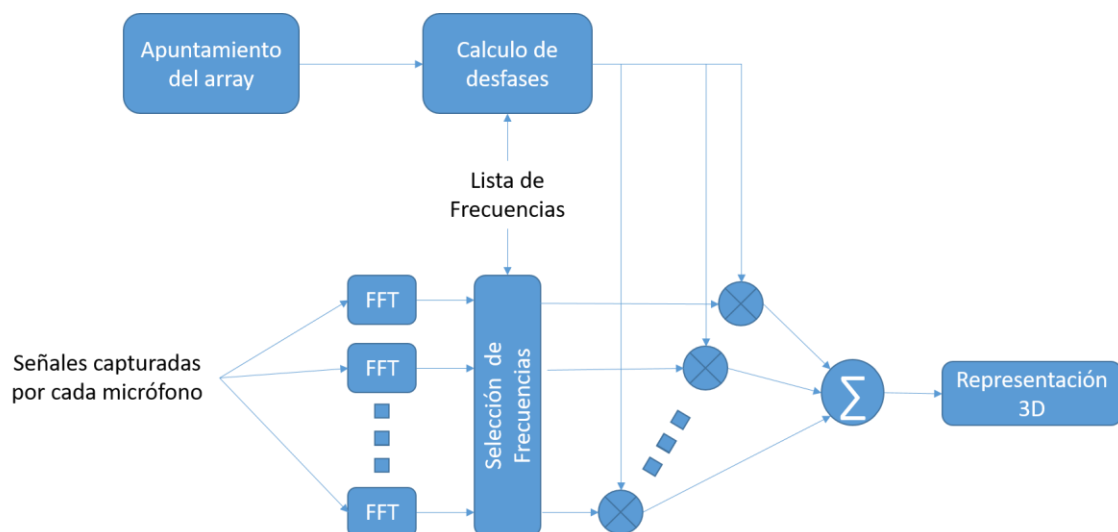 Apuntamiento
del array
Calculo de
desfases
Lista de
Frecuencias
FFT
Señales capturadas
por cada micrófono
FFT
Selección de
Frecuencias
FFT
∑
Representación
3D